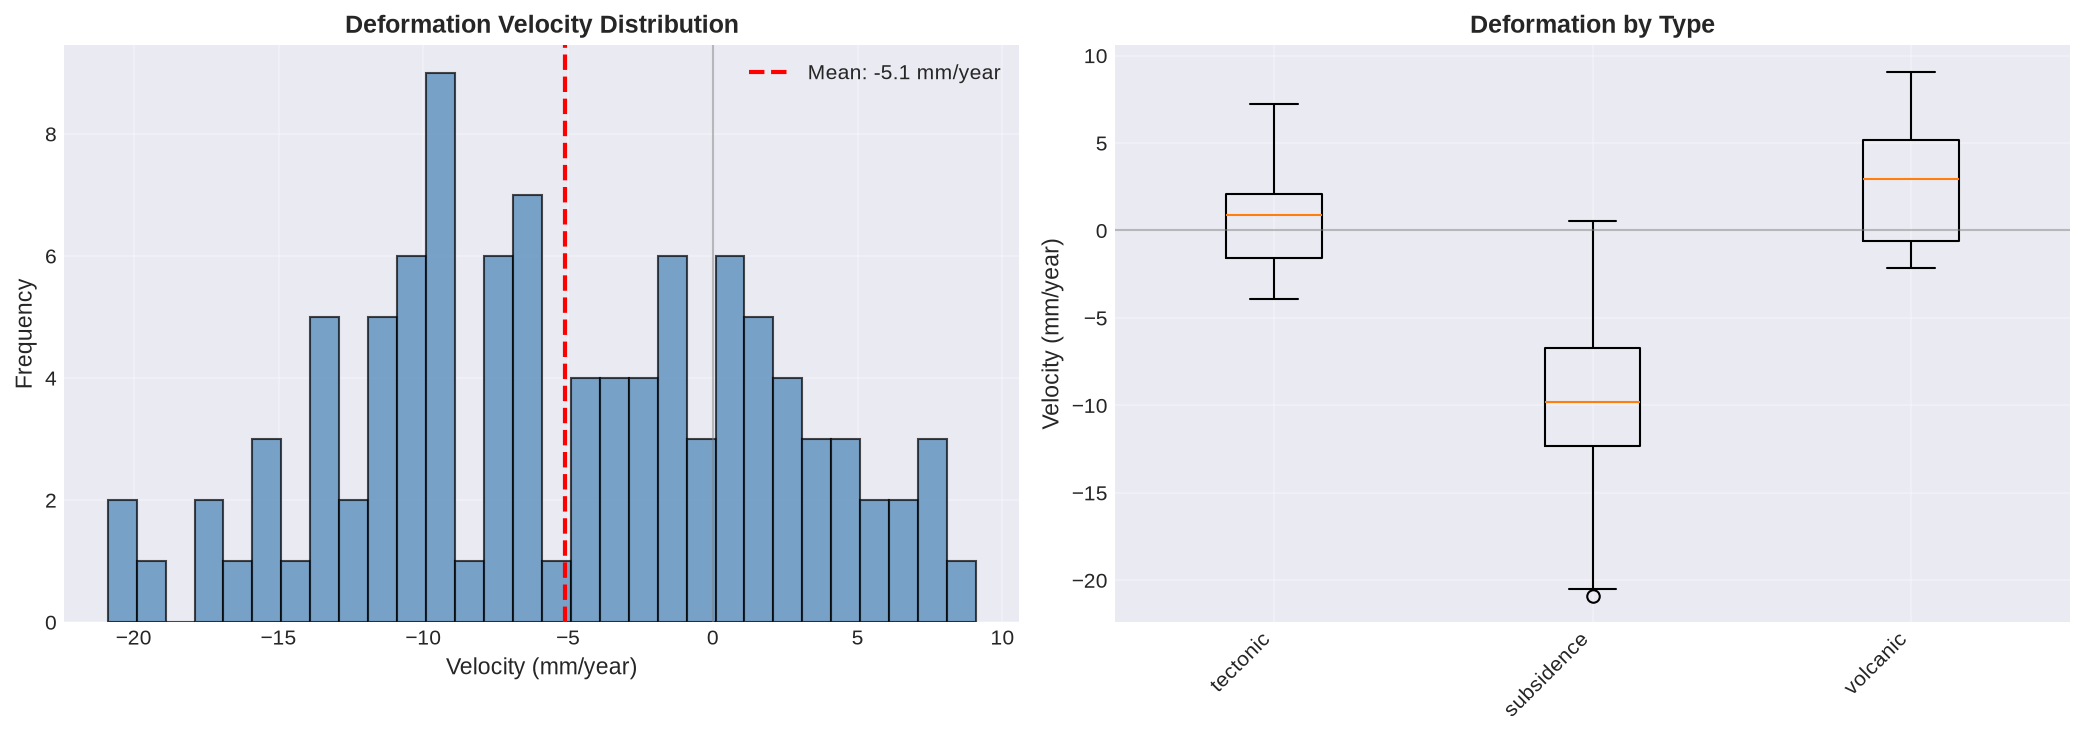 Deformation Velocity Distribution
Mean: -5.1 mm/year
Frequency
8
6
4
2
0
−20
−15
−10
−5
0
5
10
Velocity (mm/year)
Deformation by Type
Velocity (mm/year)
10
5
0
−5
−10
−15
−20
tectonic
subsidence
volcanic